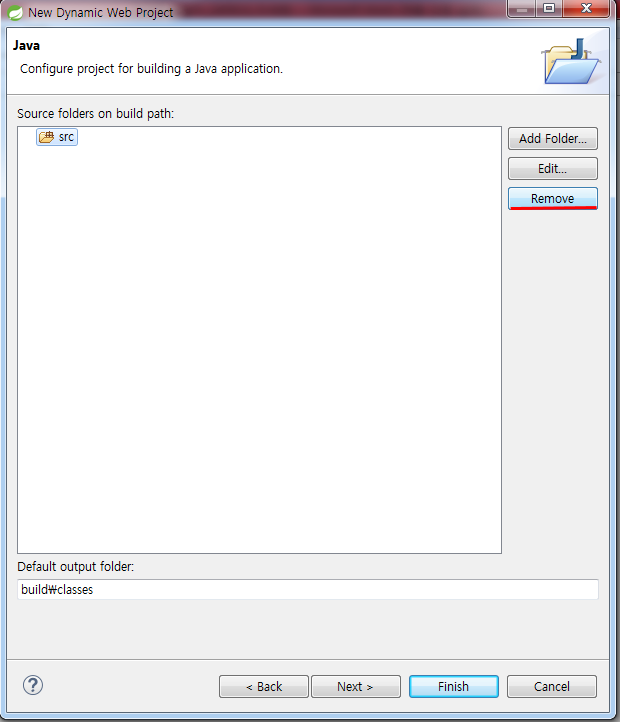 New Dynamic Web Project
Java
Configure project for building a Java application.
Source folders on build path:
src
Add Folder...
Edit...
Remove
Default output folder:
build₩classes
?
< Back
Next >
Finish
Cancel